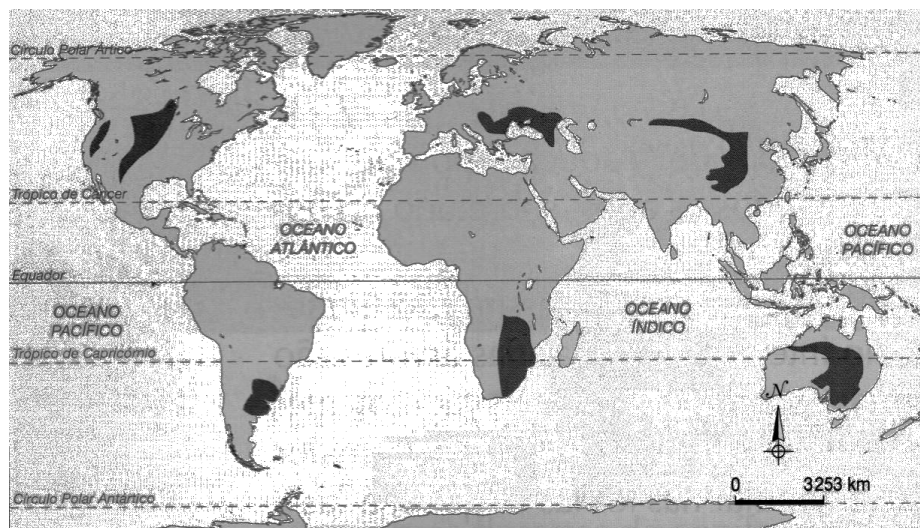 Círculo Polar Ártico
Trópico de Câncer
OCEANO
ATLÂNTICO
OCEANO
PACÍFICO
Equador
OCEANO
PACÍFICO
OCEANO
ÍNDICO
Trópico de Capricórnio
N
0 3253 km
Círculo Polar Antártico